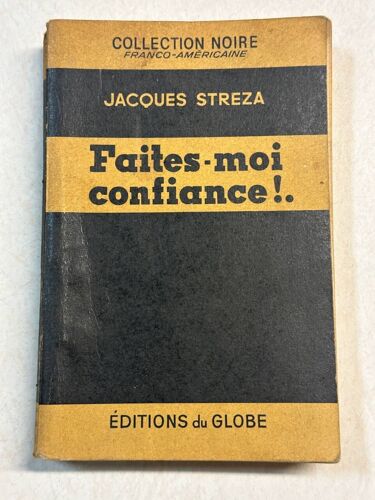 COLLECTION NOIRE
FRANCO-AMÉRICAINE
JACQUES STREZA
Faites-moi
confiance!..
ÉDITIONS du GLOBE